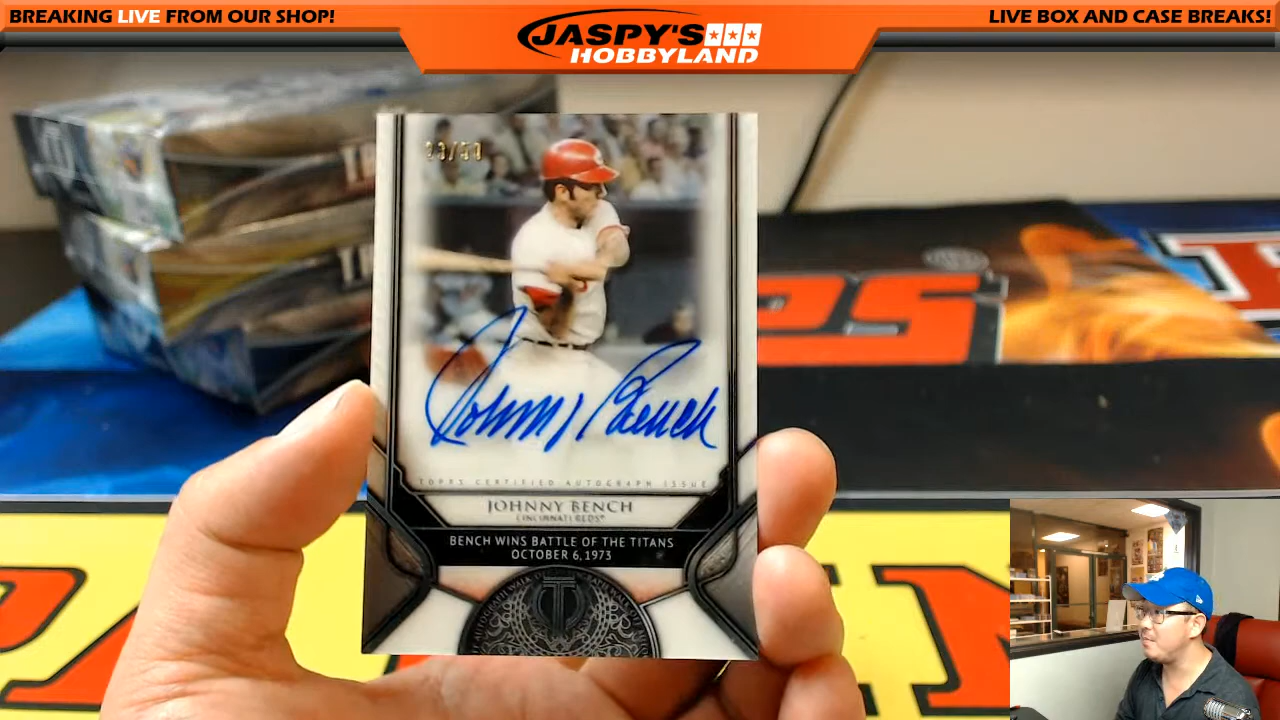 BREAKING LIVE FROM OUR SHOP!
JASPY'S
HOBBYLAND
LIVE BOX AND CASE BREAKS!
Johnny Bench
TOPPS CERTIFIED AUTOGRAPH ISSUE
JOHNNY BENCH
CINCINNATI REDS®
BENCH WINS BATTLE OF THE TITANS
OCTOBER 6, 1973